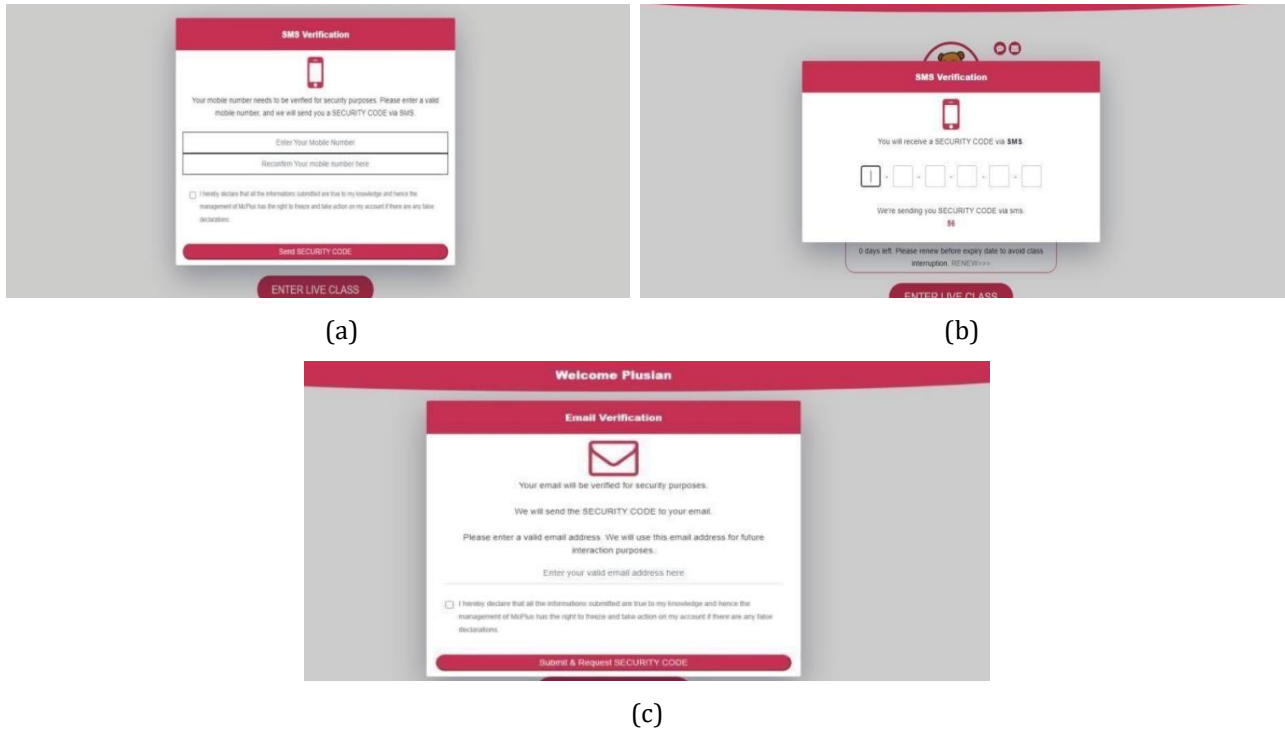 SMS Verification
Your mobile number needs to be verified for security purposes. Please enter a valid
mobile number, and we will send you a SECURITY CODE via SMS.
Enter Your Mobile Number
Reconfirm Your mobile number here
I hereby declare that all the informations submitted are true to my knowledge and hence the
management of McPlus has the right to freeze and take action on my account if there are any false
declarations.
Send SECURITY CODE
ENTER LIVE CLASS
(a)
SMS Verification
You will receive a SECURITY CODE via SMS.
- - - - -
We're sending you SECURITY CODE via sms.
56
0 days left. Please renew before expiry date to avoid class
interruption. RENEW>>>
ENTER LIVE CLASS
(b)
Welcome Plusian
Email Verification
Your email will be verified for security purposes.
We will send the SECURITY CODE to your email.
Please enter a valid email address. We will use this email address for future
interaction purposes.
Enter your valid email address here
I hereby declare that all the informations submitted are true to my knowledge and hence the
management of McPlus has the right to freeze and take action on my account if there are any false
declarations.
Submit & Request SECURITY CODE
(c)